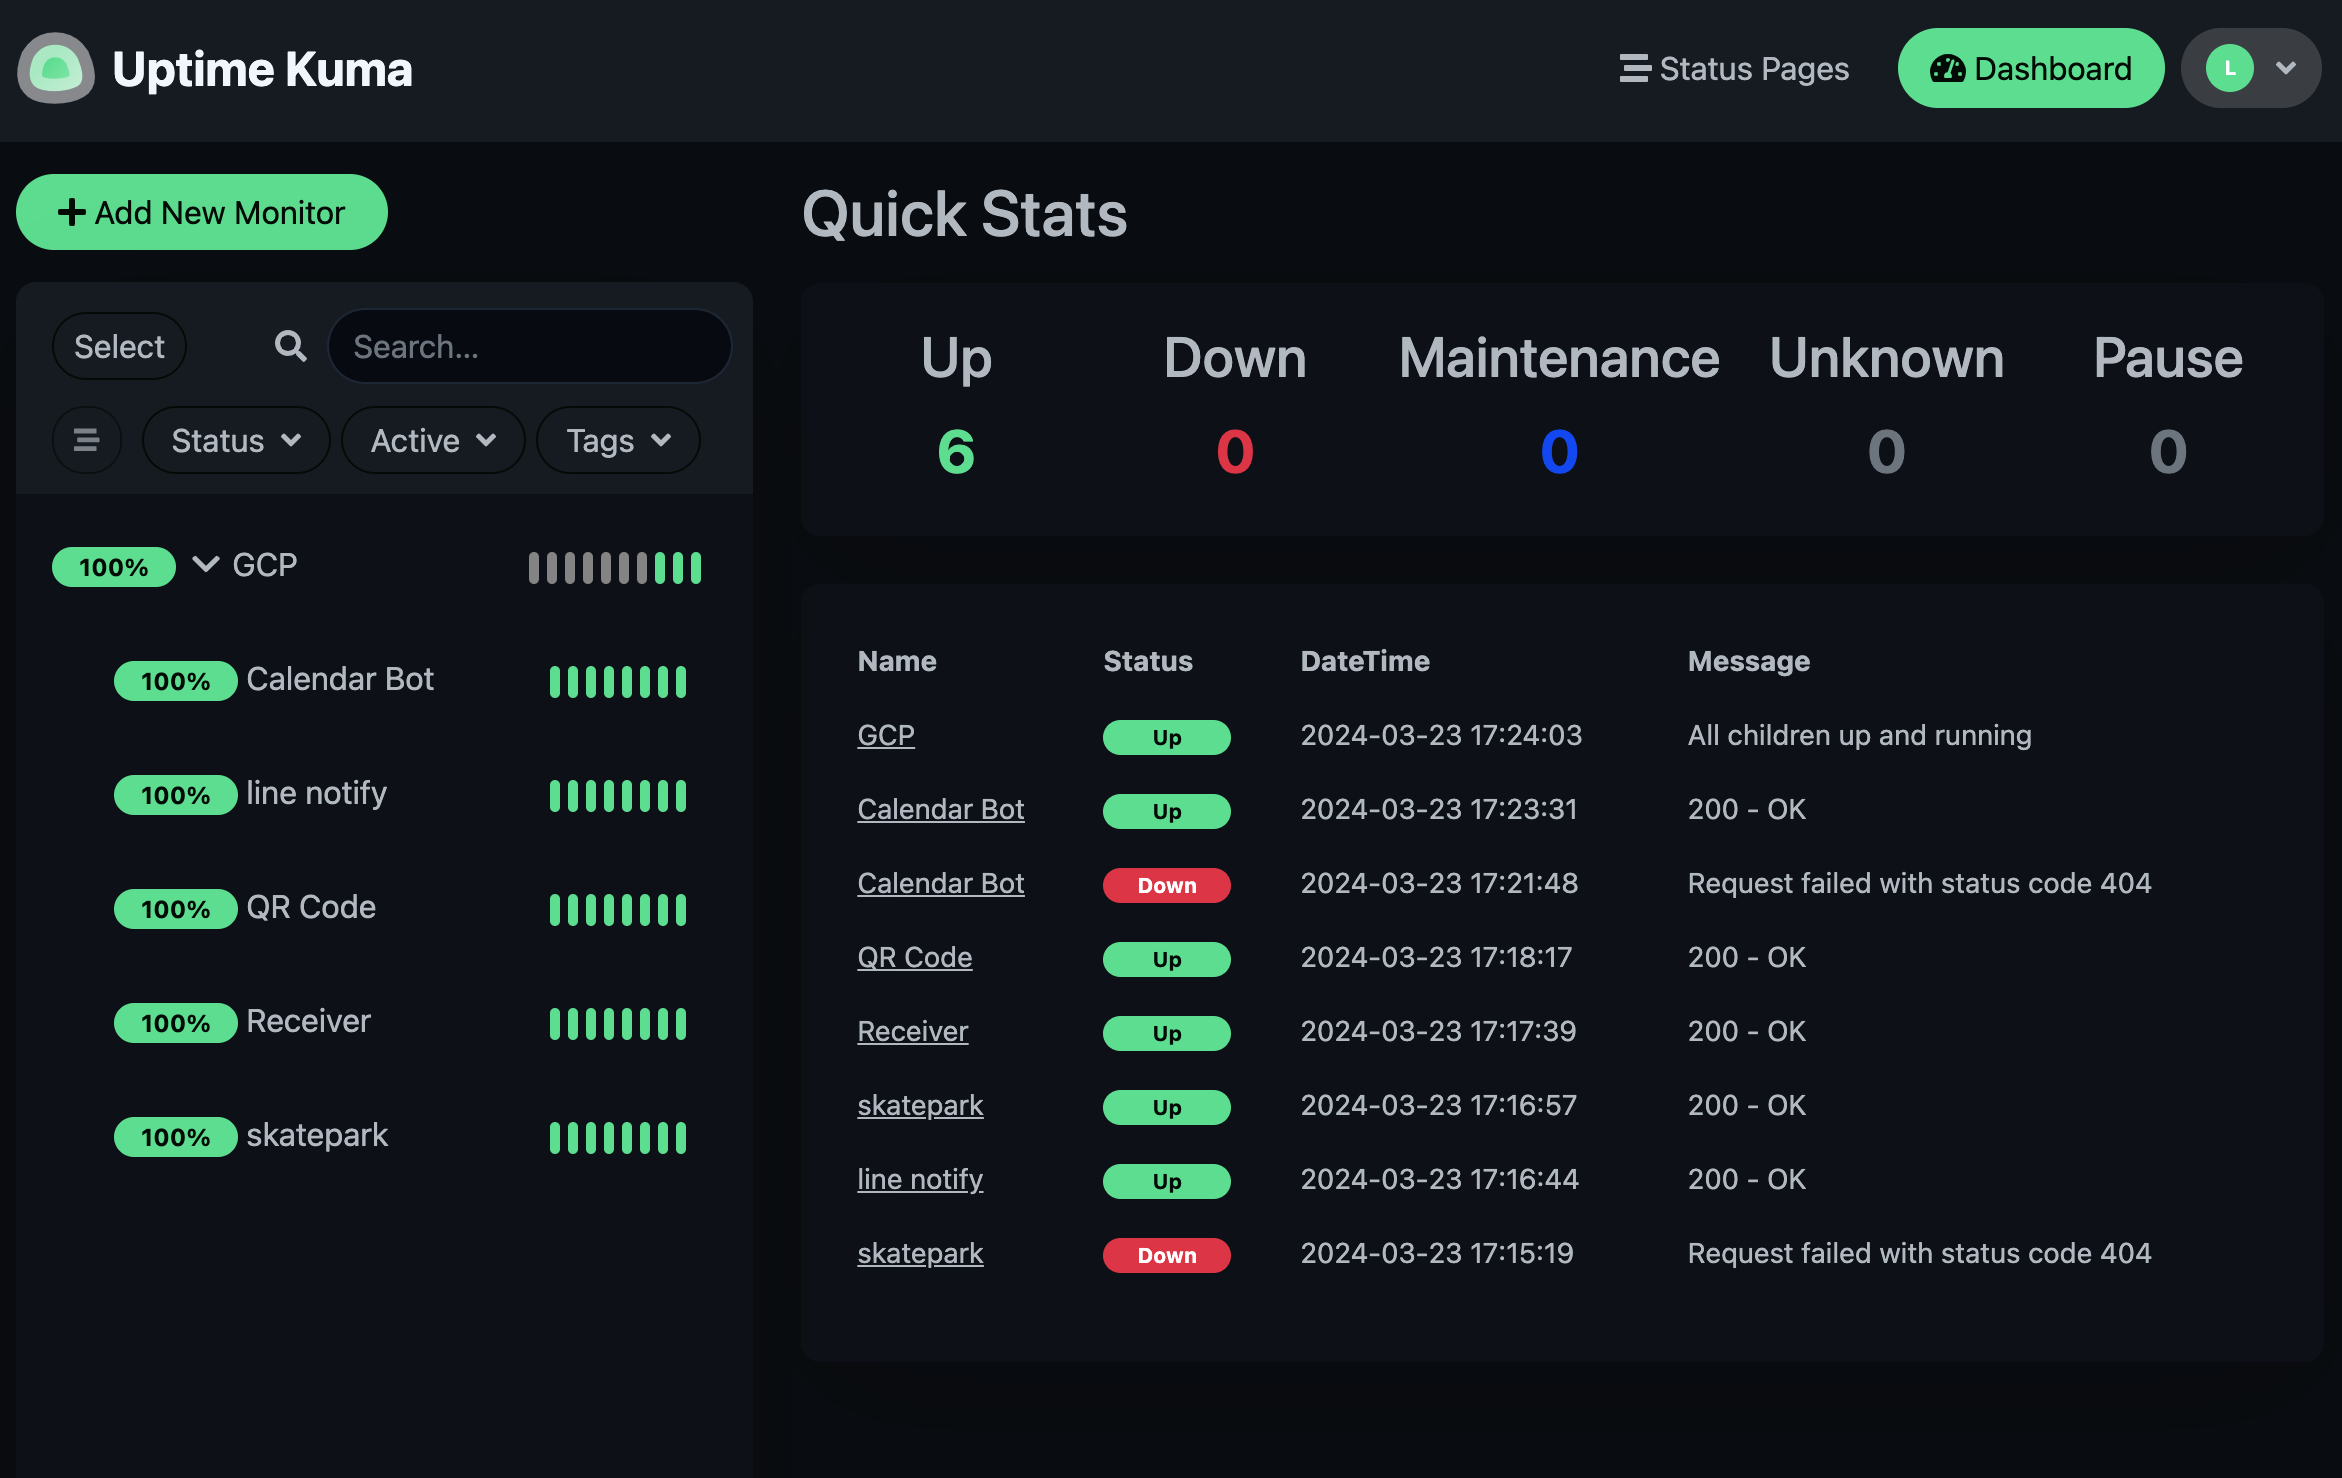 Uptime Kuma
Status Pages
Dashboard
L
Add New Monitor
Select
Search...
Status
Active
Tags
100% GCP
100% Calendar Bot
100% line notify
100% QR Code
100% Receiver
100% skatepark
Quick Stats
Up Down Maintenance Unknown Pause
6 0 0 0 0
Name Status DateTime Message
GCP Up 2024-03-23 17:24:03 All children up and running
Calendar Bot Up 2024-03-23 17:23:31 200 - OK
Calendar Bot Down 2024-03-23 17:21:48 Request failed with status code 404
QR Code Up 2024-03-23 17:18:17 200 - OK
Receiver Up 2024-03-23 17:17:39 200 - OK
skatepark Up 2024-03-23 17:16:57 200 - OK
line notify Up 2024-03-23 17:16:44 200 - OK
skatepark Down 2024-03-23 17:15:19 Request failed with status code 404